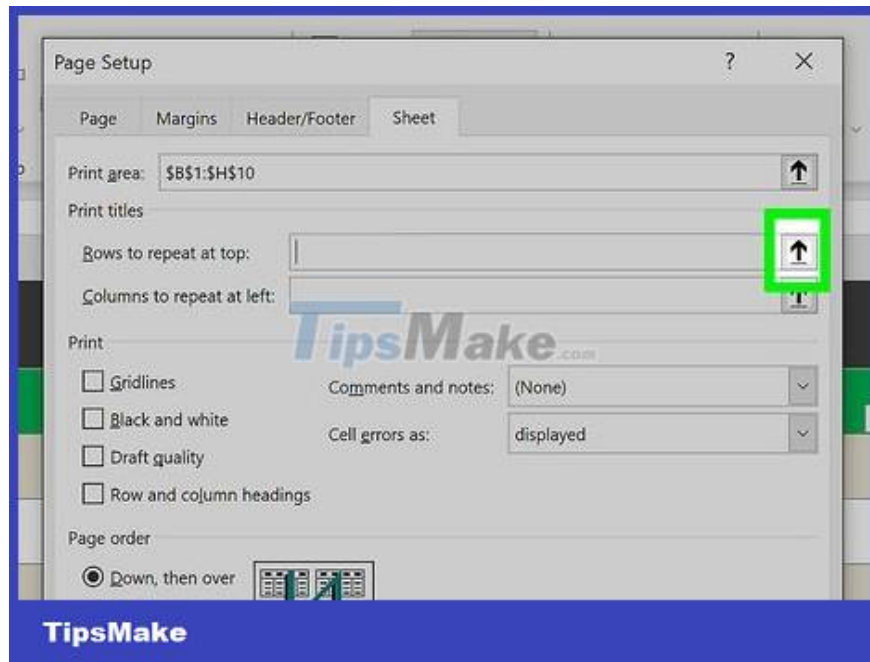 Page Setup ?
Page Margins Header/Footer Sheet
Print area: $B$1:$H$10
Print titles
Rows to repeat at top:
Columns to repeat at left:
TipsMake.com
Print
Gridlines
Comments and notes: (None)
Black and white
Cell errors as: displayed
Draft quality
Row and column headings
Page order
Down, then over
TipsMake